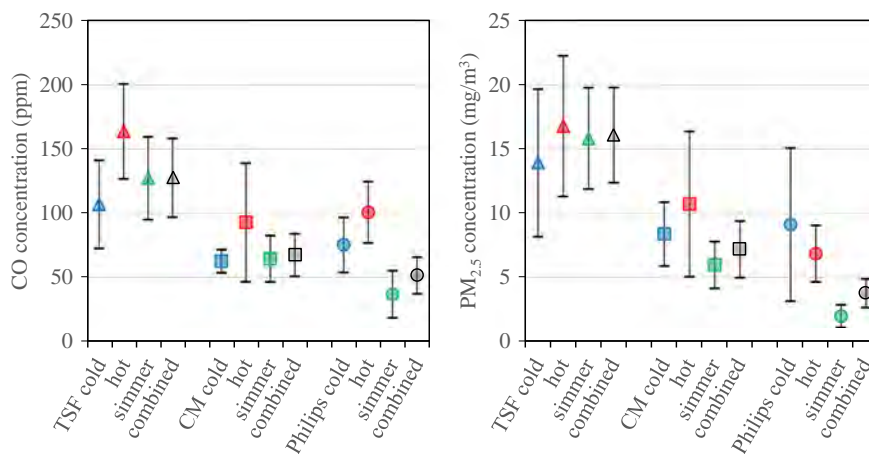 CO concentration (ppm)
250
200
150
100
50
0
TSF cold
hot
simmer
combined
CM cold
hot
simmer
combined
Philips cold
hot
simmer
combined
PM2.5 concentration (mg/m³)
25
20
15
10
5
0
TSF cold
hot
simmer
combined
CM cold
hot
simmer
combined
Philips cold
hot
simmer
combined